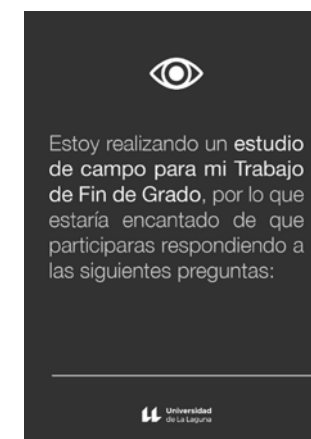 Estoy realizando un estudio
de campo para mi Trabajo
de Fin de Grado, por lo que
estaría encantado de que
participaras respondiendo a
las siguientes preguntas:
Universidad
de La Laguna